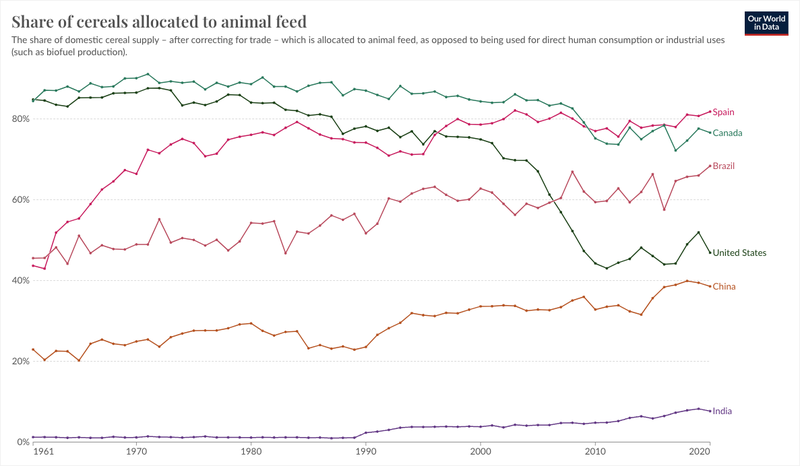 Share of cereals allocated to animal feed
Our World
in Data
The share of domestic cereal supply – after correcting for trade – which is allocated to animal feed, as opposed to being used for direct human consumption or industrial uses
(such as biofuel production).
80%
60%
40%
20%
0%
Spain
Canada
Brazil
United States
China
India
1961
1970
1980
1990
2000
2010
2020